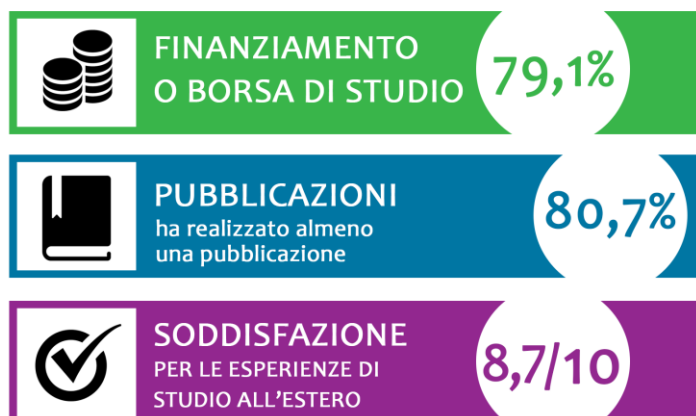 FINANZIAMENTO
O BORSA DI STUDIO
79,1%
PUBBLICAZIONI
ha realizzato almeno
una pubblicazione
80,7%
SODDISFAZIONE
PER LE ESPERIENZE DI
STUDIO ALL'ESTERO
8,7/10